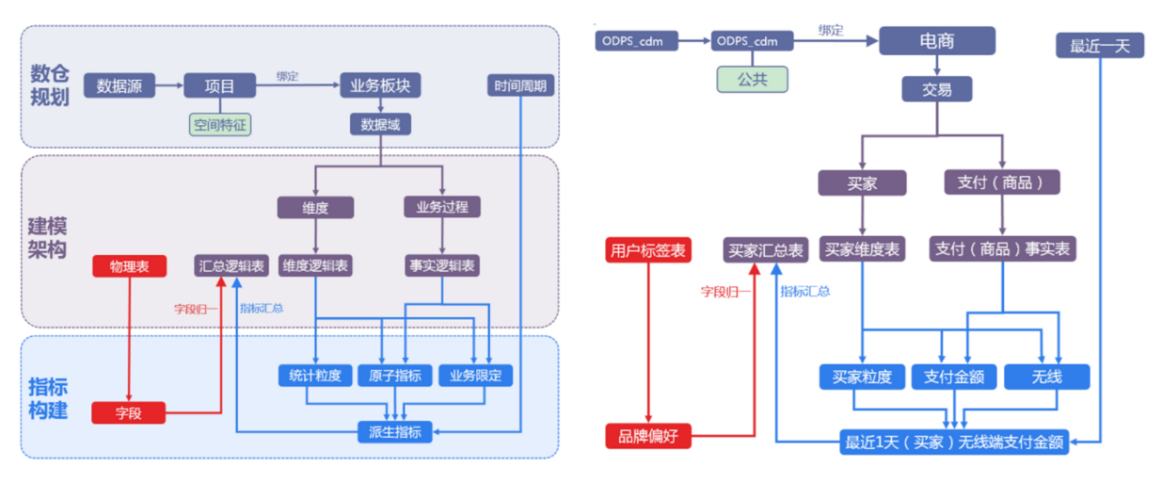 数仓
规划
数据源
项目
绑定
业务板块
时间周期
空间特征
数据域
建模
架构
维度
业务过程
物理表
汇总逻辑表
维度逻辑表
事实逻辑表
字段归一
指标汇总
指标
构建
统计粒度
原子指标
业务限定
字段
派生指标
ODPS_cdm
ODPS_cdm
绑定
电商
最近一天
公共
交易
买家
支付（商品）
用户标签表
买家汇总表
买家维度表
支付（商品）事实表
字段归一
指标汇总
买家粒度
支付金额
无线
品牌偏好
最近1天（买家）无线端支付金额